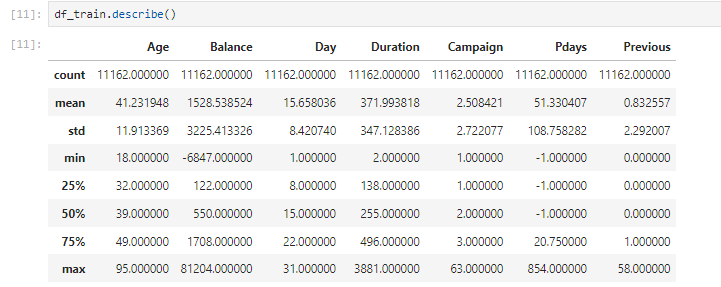 [11]: df_train.describe()
[11]: Age Balance Day Duration Campaign Pdays Previous
count 11162.000000 11162.000000 11162.000000 11162.000000 11162.000000 11162.000000 11162.000000
mean 41.231948 1528.538524 15.658036 371.993818 2.508421 51.330407 0.832557
std 11.913369 3225.413326 8.420740 347.128386 2.722077 108.758282 2.292007
min 18.000000 -6847.000000 1.000000 2.000000 1.000000 -1.000000 0.000000
25% 32.000000 122.000000 8.000000 138.000000 1.000000 -1.000000 0.000000
50% 39.000000 550.000000 15.000000 255.000000 2.000000 -1.000000 0.000000
75% 49.000000 1708.000000 22.000000 496.000000 3.000000 20.750000 1.000000
max 95.000000 81204.000000 31.000000 3881.000000 63.000000 854.000000 58.000000